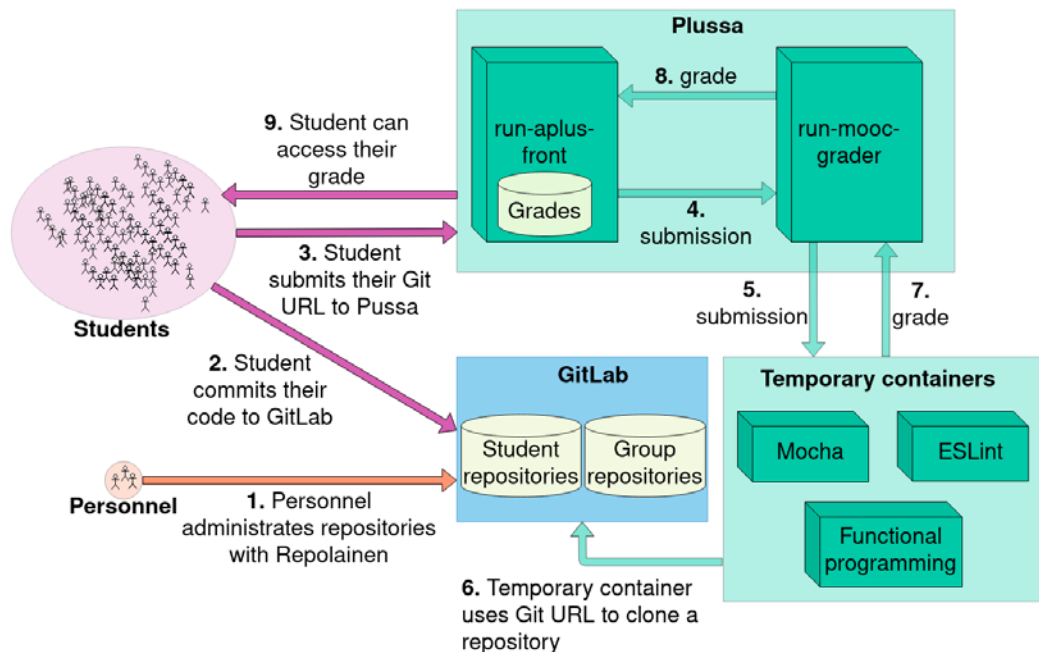 Plussa
run-aplus-
front
Grades
8. grade
run-mooc-
grader
4.
submission
9. Student can
access their
grade
3. Student
submits their Git
URL to Pussa
Students
2. Student
commits their
code to GitLab
5.
submission
7.
grade
GitLab
Student
repositories
Group
repositories
Temporary containers
Mocha
ESLint
Functional
programming
Personnel
1. Personnel
administrates repositories
with Repolainen
6. Temporary container
uses Git URL to clone a
repository